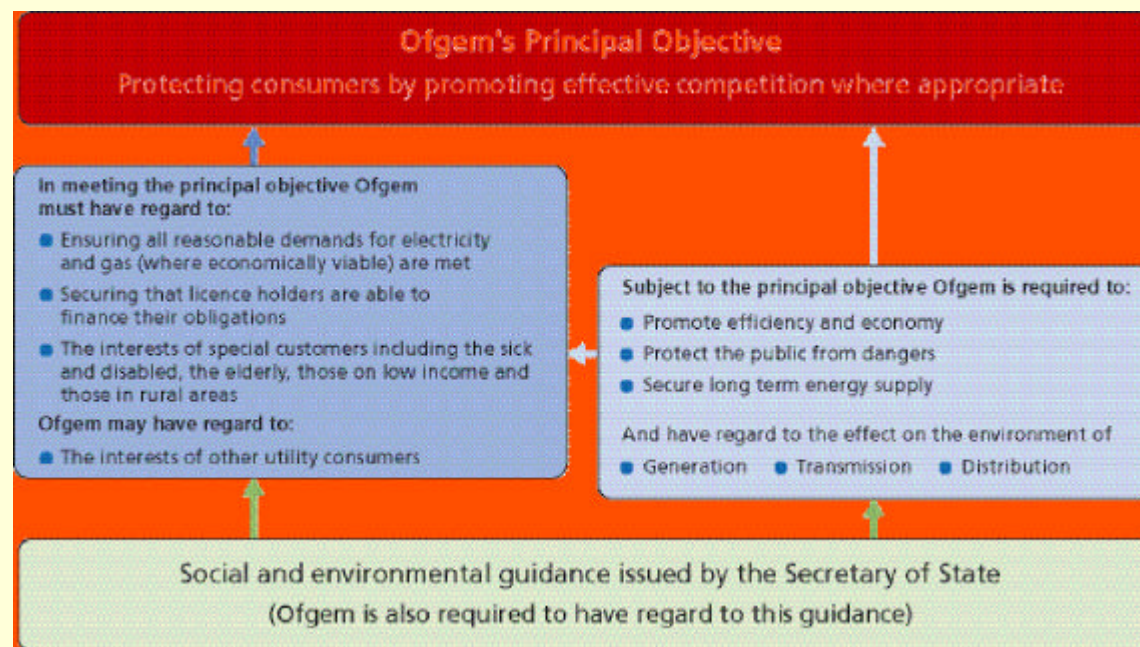 Ofgem's Principal Objective
Protecting consumers by promoting effective competition where appropriate
In meeting the principal objective Ofgem
must have regard to:
Ensuring all reasonable demands for electricity
and gas (where economically viable) are met
Securing that licence holders are able to
finance their obligations
The interests of special customers including the sick
and disabled, the elderly, those on low income and
those in rural areas
Ofgem may have regard to:
The interests of other utility consumers
Subject to the principal objective Ofgem is required to:
Promote efficiency and economy
Protect the public from dangers
Secure long term energy supply
And have regard to the effect on the environment of
Generation Transmission Distribution
Social and environmental guidance issued by the Secretary of State
(Ofgem is also required to have regard to this guidance)